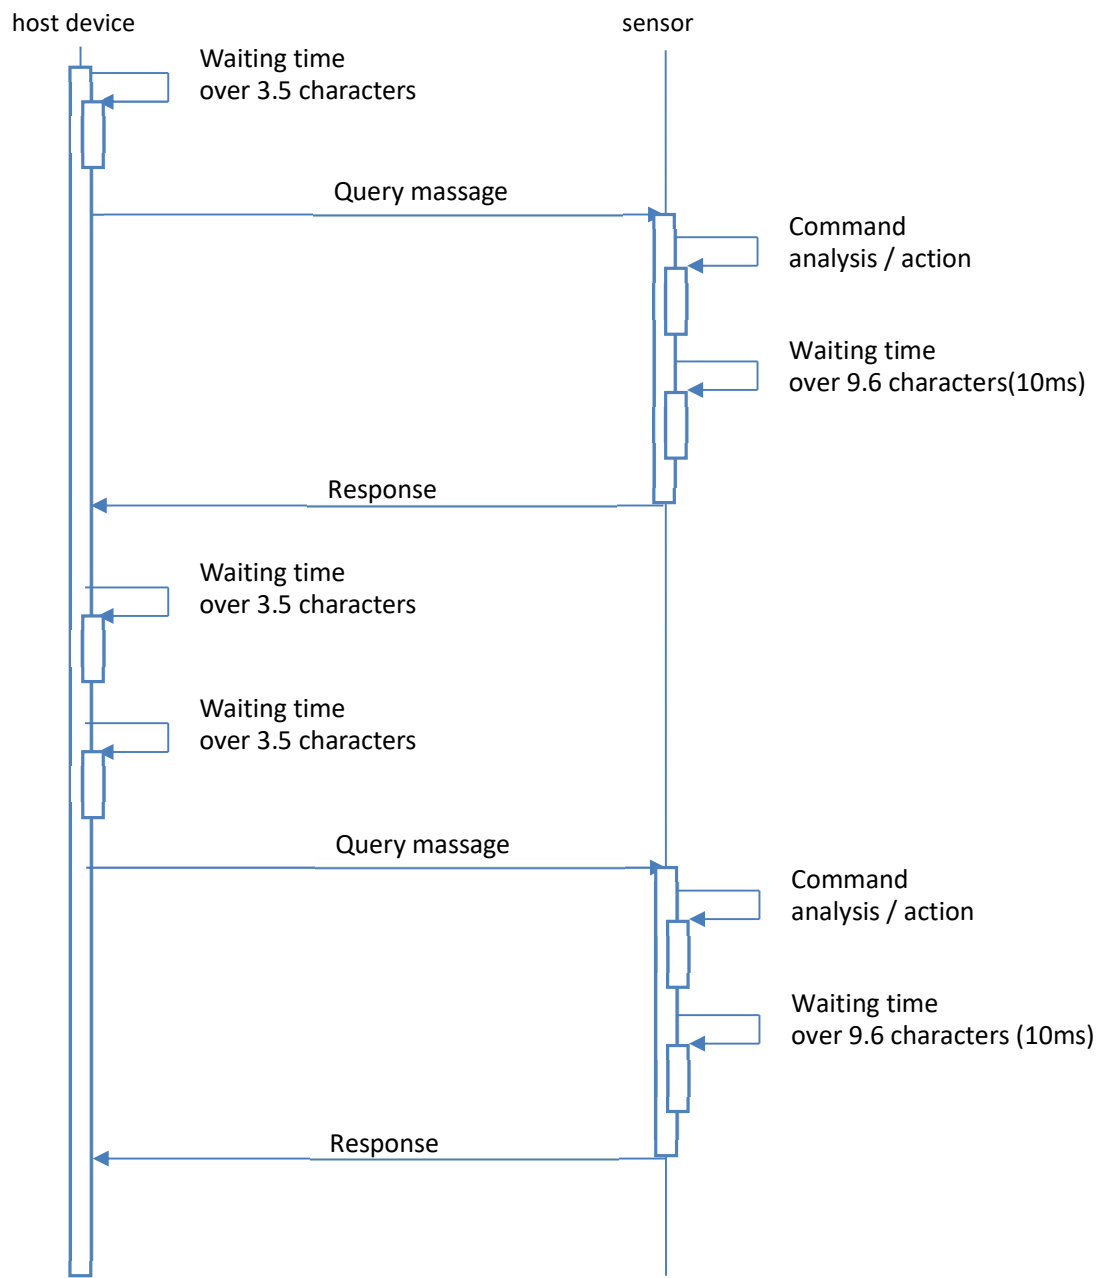 host device
sensor
Waiting time
over 3.5 characters
Query massage
Command
analysis / action
Waiting time
over 9.6 characters(10ms)
Response
Waiting time
over 3.5 characters
Waiting time
over 3.5 characters
Query massage
Command
analysis / action
Waiting time
over 9.6 characters (10ms)
Response